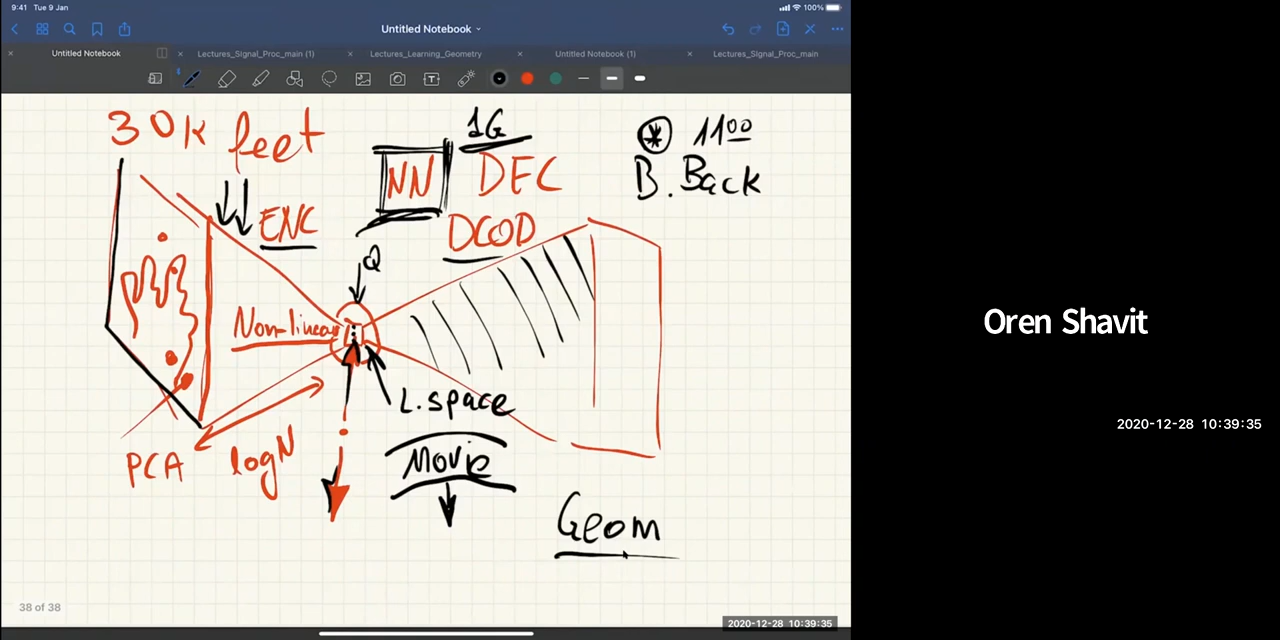 9:41 Tue 9 Jan
100%
Untitled Notebook
Untitled Notebook
Lectures_Signal_Proc_main (1)
Lectures_Learning_Geometry
Untitled Notebook (1)
Lectures_SIgnal_Proc_main
30K feet
1G
NN
DEC
DCOD
* 11 00
B. Back
ENC
Q
Non-linear
L. space
PCA
log N
Movie
Geom
38 of 38
2020-12-28 10:39:35
Oren Shavit
2020-12-28 10:39:35